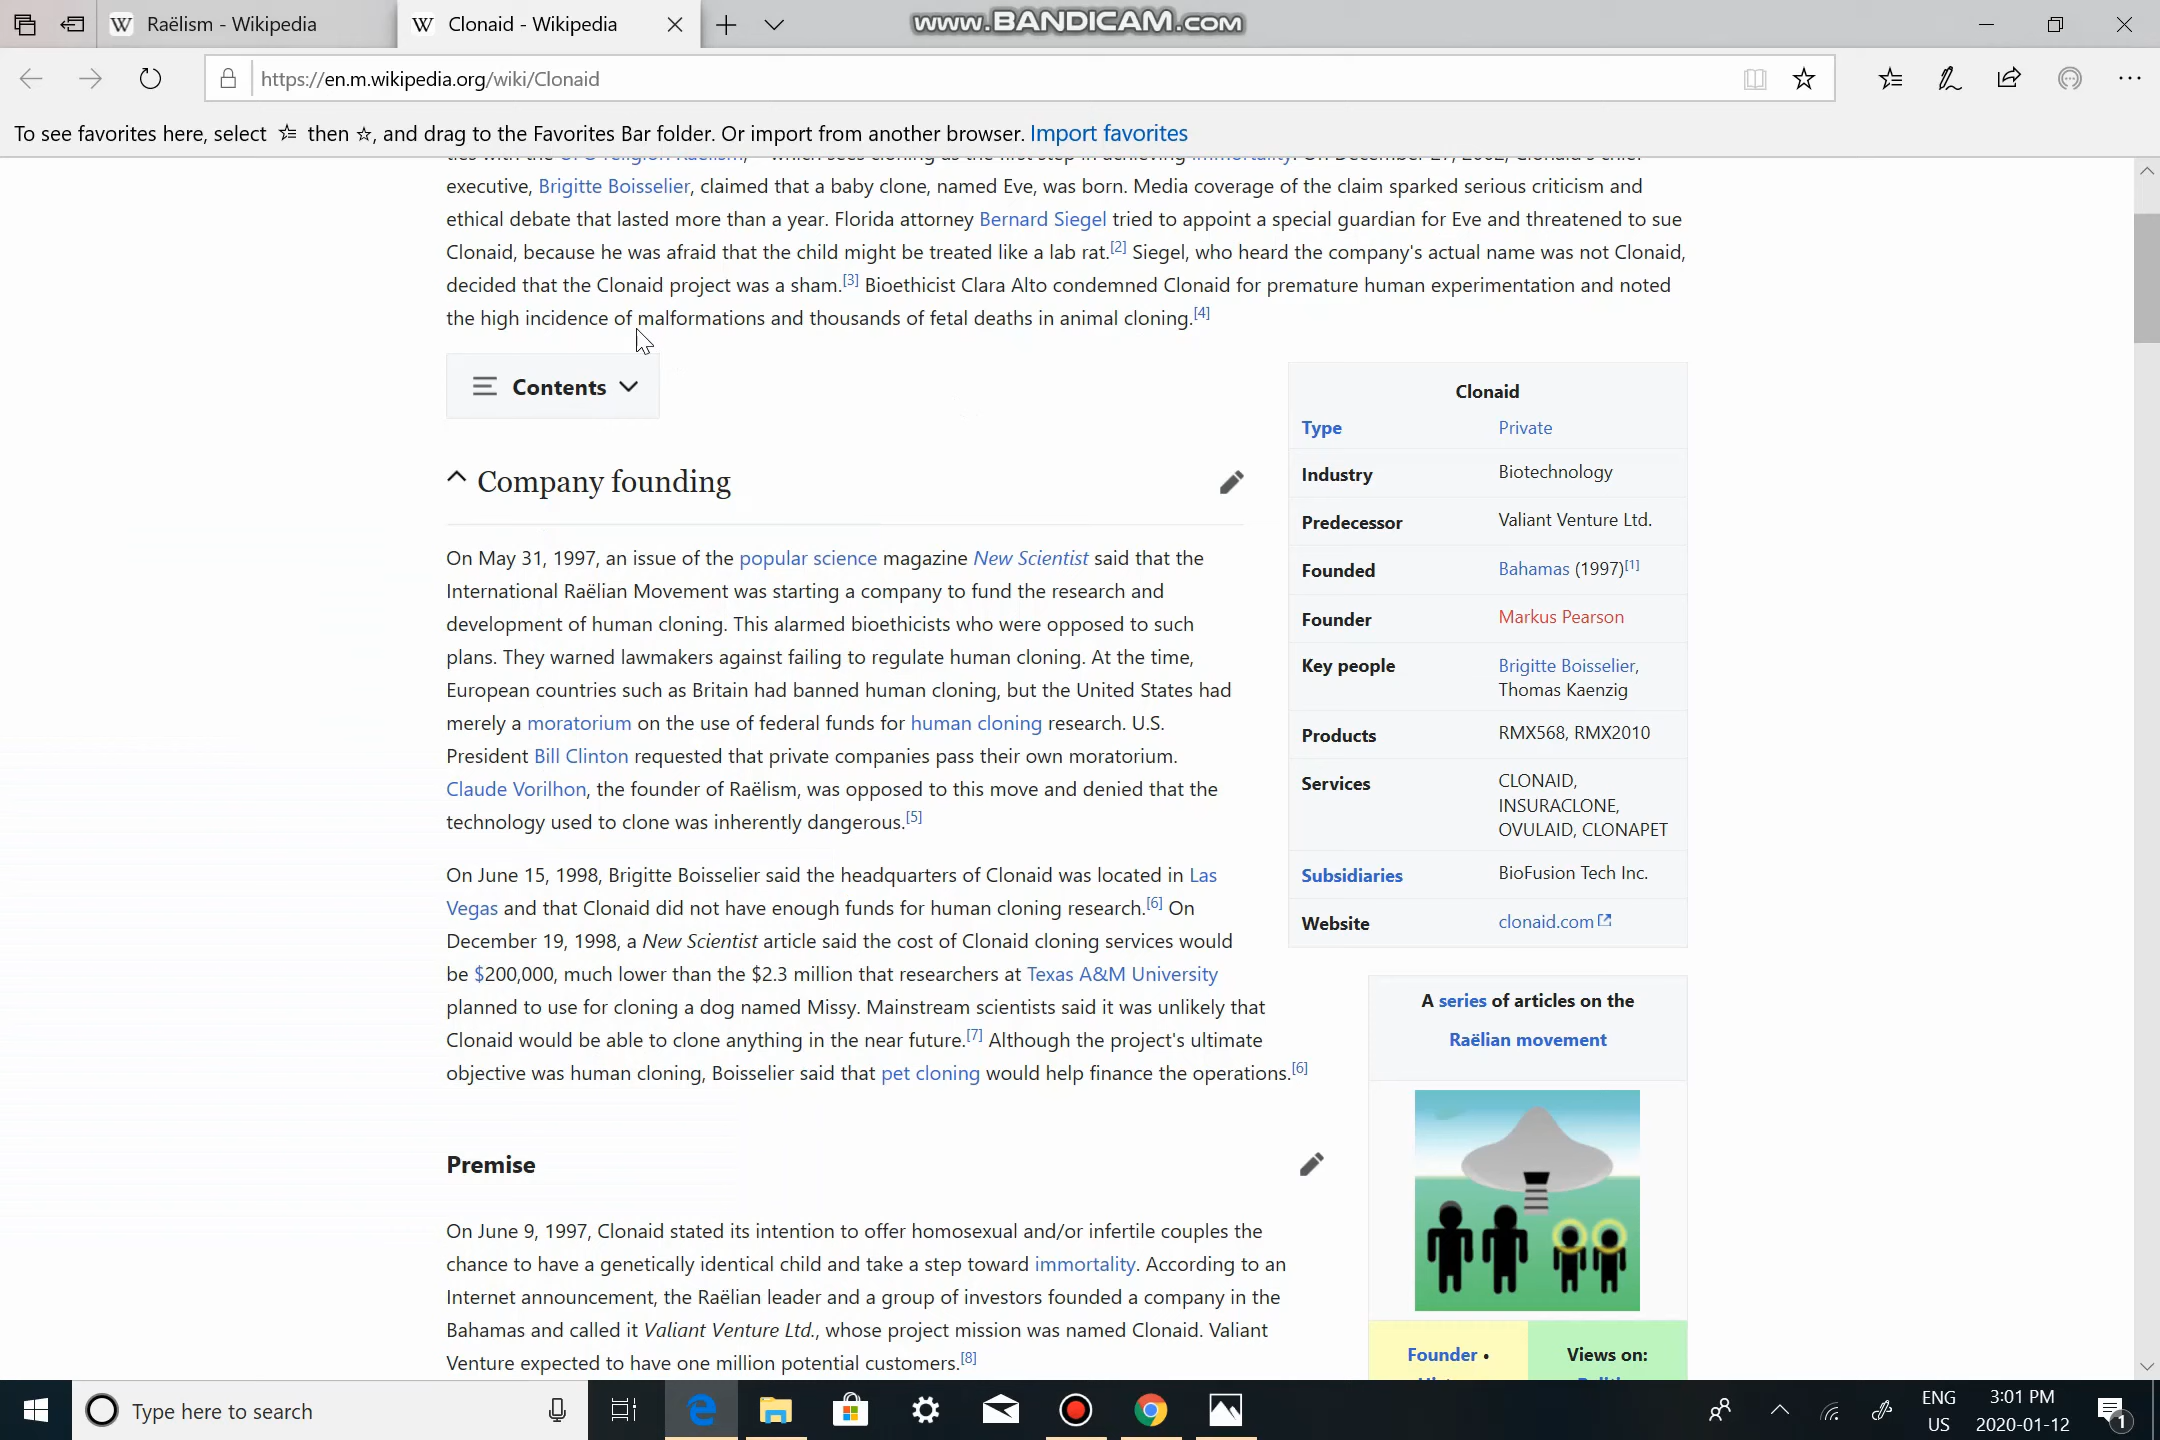 Raëlism - Wikipedia
Clonaid - Wikipedia
www.BANDICAM.com
https://en.m.wikipedia.org/wiki/Clonaid
To see favorites here, select then , and drag to the Favorites Bar folder. Or import from another browser. Import favorites
executive, Brigitte Boisselier, claimed that a baby clone, named Eve, was born. Media coverage of the claim sparked serious criticism and
ethical debate that lasted more than a year. Florida attorney Bernard Siegel tried to appoint a special guardian for Eve and threatened to sue
Clonaid, because he was afraid that the child might be treated like a lab rat.[2] Siegel, who heard the company's actual name was not Clonaid,
decided that the Clonaid project was a sham.[3] Bioethicist Clara Alto condemned Clonaid for premature human experimentation and noted
the high incidence of malformations and thousands of fetal deaths in animal cloning.[4]
Contents
Company founding
On May 31, 1997, an issue of the popular science magazine New Scientist said that the
International Raëlian Movement was starting a company to fund the research and
development of human cloning. This alarmed bioethicists who were opposed to such
plans. They warned lawmakers against failing to regulate human cloning. At the time,
European countries such as Britain had banned human cloning, but the United States had
merely a moratorium on the use of federal funds for human cloning research. U.S.
President Bill Clinton requested that private companies pass their own moratorium.
Claude Vorilhon, the founder of Raëlism, was opposed to this move and denied that the
technology used to clone was inherently dangerous.[5]
On June 15, 1998, Brigitte Boisselier said the headquarters of Clonaid was located in Las
Vegas and that Clonaid did not have enough funds for human cloning research.[6] On
December 19, 1998, a New Scientist article said the cost of Clonaid cloning services would
be $200,000, much lower than the $2.3 million that researchers at Texas A&M University
planned to use for cloning a dog named Missy. Mainstream scientists said it was unlikely that
Clonaid would be able to clone anything in the near future.[7] Although the project's ultimate
objective was human cloning, Boisselier said that pet cloning would help finance the operations.[6]
Premise
On June 9, 1997, Clonaid stated its intention to offer homosexual and/or infertile couples the
chance to have a genetically identical child and take a step toward immortality. According to an
Internet announcement, the Raëlian leader and a group of investors founded a company in the
Bahamas and called it Valiant Venture Ltd., whose project mission was named Clonaid. Valiant
Venture expected to have one million potential customers.[8]
Clonaid
Type Private
Industry Biotechnology
Predecessor Valiant Venture Ltd.
Founded Bahamas (1997)[1]
Founder Markus Pearson
Key people Brigitte Boisselier,
Thomas Kaenzig
Products RMX568, RMX2010
Services CLONAID,
INSURACLONE,
OVULAID, CLONAPET
Subsidiaries BioFusion Tech Inc.
Website clonaid.com
A series of articles on the
Raëlian movement
Founder •
Views on:
Type here to search
ENG
US
3:01 PM
2020-01-12
1